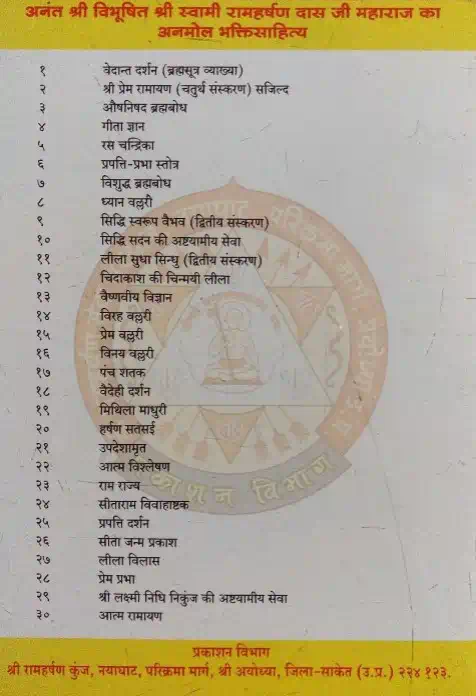 अनंत श्री विभूषित श्री स्वामी रामहर्षण दास जी महाराज का
अनमोल भक्तिसाहित्य
१ वेदान्त दर्शन (ब्रह्मसूत्र व्याख्या)
२ श्री प्रेम रामायण (चतुर्थ संस्करण) सजिल्द
३ औषनिषद ब्रह्मबोध
४ गीता ज्ञान
५ रस चन्द्रिका
६ प्रपत्ति-प्रभा स्तोत्र
७ विशुद्ध ब्रह्मबोध
८ ध्यान वल्लरी
९ सिद्धि स्वरूप वैभव (द्वितीय संस्करण)
१० सिद्धि सदन की अष्टयामीय सेवा
११ लीला सुधा सिन्धु (द्वितीय संस्करण)
१२ चिदाकाश की चिन्मयी लीला
१३ वैष्णवीय विज्ञान
१४ विरह वल्लरी
१५ प्रेम वल्लरी
१६ विनय वल्लरी
१७ पंच शतक
१८ वैदेही दर्शन
१९ मिथिला माधुरी
२० हर्षण सतसई
२१ उपदेशामृत
२२ आत्म विश्लेषण
२३ राम राज्य
२४ सीताराम विवाहाष्टक
२५ प्रपत्ति दर्शन
२६ सीता जन्म प्रकाश
२७ लीला विलास
२८ प्रेम प्रभा
२९ श्री लक्ष्मी निधि निकुंज की अष्टयामीय सेवा
३० आत्म रामायण
प्रकाशन विभाग
प्रकाशन विभाग
श्री रामहर्षण कुंज, नयाघाट, परिक्रमा मार्ग, श्री अयोध्या, जिला-साकेत (उ.प्र.) २२४ १२३.